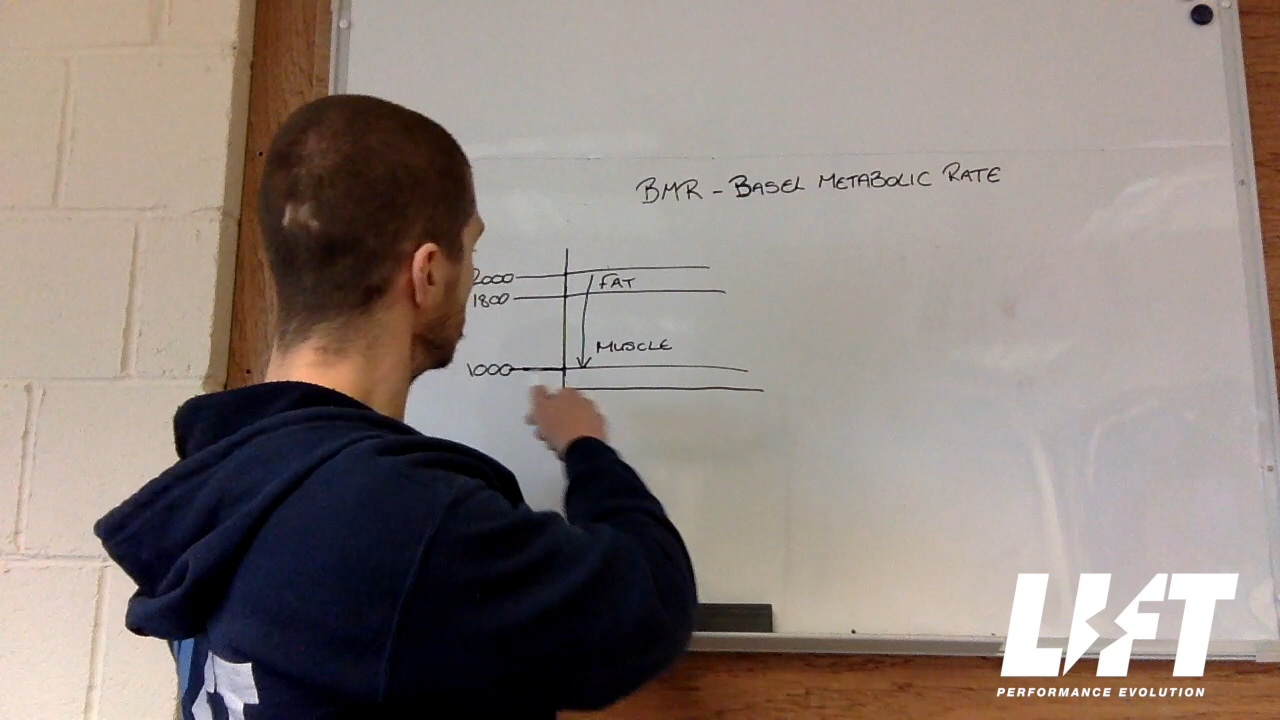 BMR - BASEL METABOLIC RATE
2000
FAT
1800
MUSCLE
1000
LIFT
PERFORMANCE EVOLUTION